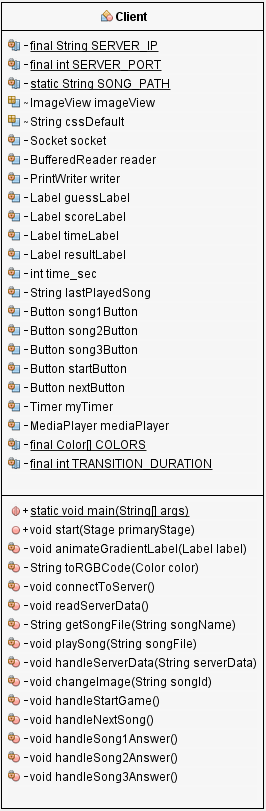 Client
- final String SERVER_IP
- final int SERVER_PORT
- static String SONG_PATH
~ ImageView imageView
~ String cssDefault
- Socket socket
- BufferedReader reader
- PrintWriter writer
- Label guessLabel
- Label scoreLabel
- Label timeLabel
- Label resultLabel
- int time_sec
- String lastPlayedSong
- Button song1Button
- Button song2Button
- Button song3Button
- Button startButton
- Button nextButton
- Timer myTimer
- MediaPlayer mediaPlayer
- final Color[] COLORS
- final int TRANSITION_DURATION
+ static void main(String[] args)
+ void start(Stage primaryStage)
- void animateGradientLabel(Label label)
- String toRGBCode(Color color)
- void connectToServer()
- void readServerData()
- String getSongFile(String songName)
- void playSong(String songFile)
- void handleServerData(String serverData)
- void changeImage(String songId)
- void handleStartGame()
- void handleNextSong()
- void handleSong1Answer()
- void handleSong2Answer()
- void handleSong3Answer()